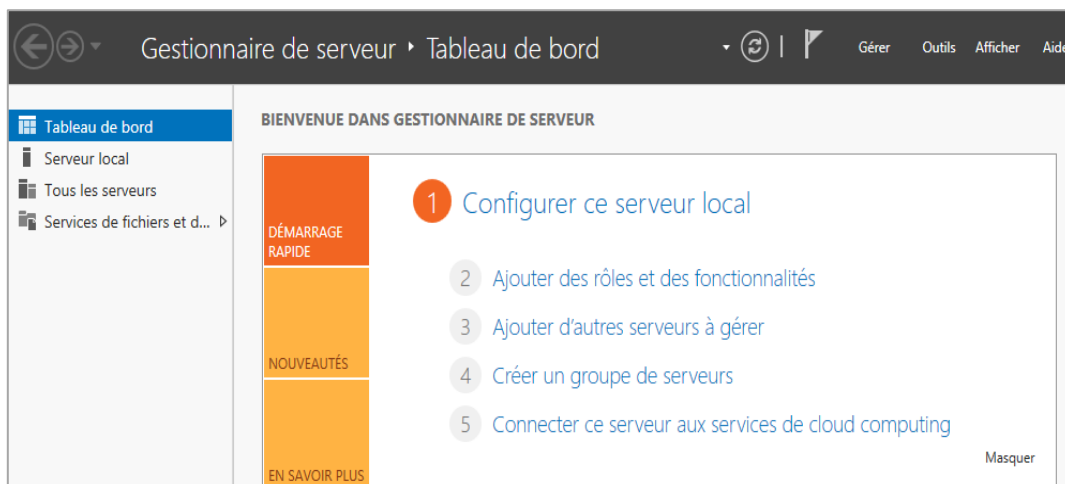 Gestionnaire de serveur ‣ Tableau de bord
Gérer Outils Afficher Aide
Tableau de bord
Serveur local
Tous les serveurs
Services de fichiers et d...
BIENVENUE DANS GESTIONNAIRE DE SERVEUR
DÉMARRAGE
RAPIDE
NOUVEAUTÉS
EN SAVOIR PLUS
1 Configurer ce serveur local
2 Ajouter des rôles et des fonctionnalités
3 Ajouter d'autres serveurs à gérer
4 Créer un groupe de serveurs
5 Connecter ce serveur aux services de cloud computing
Masquer